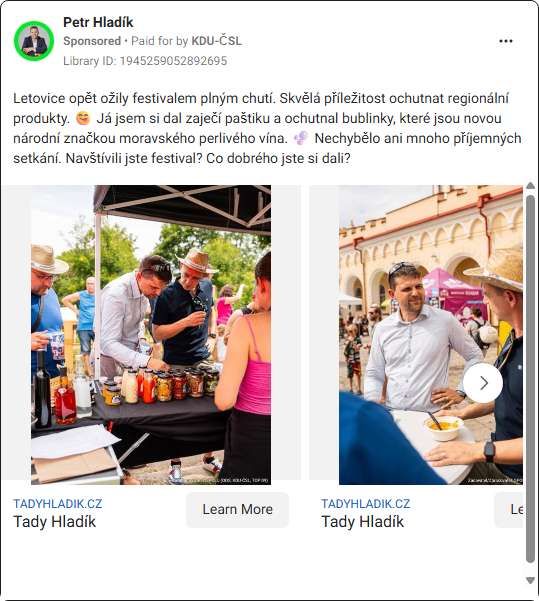 Petr Hladík
Sponsored • Paid for by KDU-ČSL
Library ID: 1945259052892695
Letovice opět ožily festivalem plným chutí. Skvělá příležitost ochutnat regionální
produkty. 😋 Já jsem si dal zaječí paštiku a ochutnal bublinky, které jsou novou
národní značkou moravského perlivého vína. 🫧 Nechybělo ani mnoho příjemných
setkání. Navštívili jste festival? Co dobrého jste si dali?
TADYHLADIK.CZ
Tady Hladík
Learn More
TADYHLADIK.CZ
Tady Hladík
Le